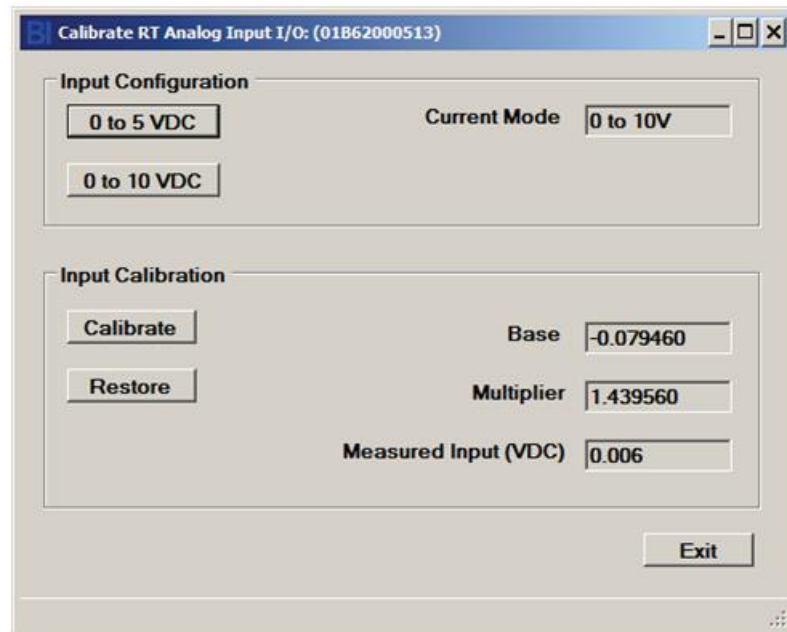 BI Calibrate RT Analog Input I/O: (01B62000513)
Input Configuration
0 to 5 VDC
Current Mode 0 to 10V
0 to 10 VDC
Input Calibration
Calibrate
Base -0.079460
Restore
Multiplier 1.439560
Measured Input (VDC) 0.006
Exit